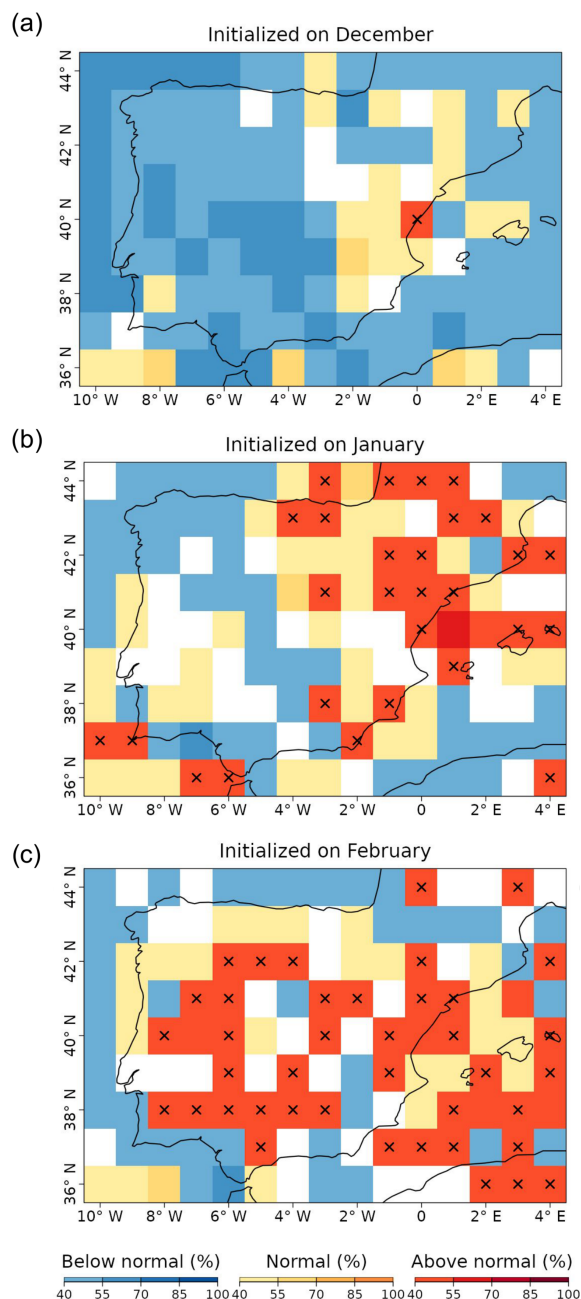 (a)
Initialized on December
44° N
42° N
40° N
38° N
36° N
10° W 8° W 6° W 4° W 2° W 0° 2° E 4° E
(b)
Initialized on January
44° N
42° N
40° N
38° N
36° N
10° W 8° W 6° W 4° W 2° W 0° 2° E 4° E
(c)
Initialized on February
44° N
42° N
40° N
38° N
36° N
10° W 8° W 6° W 4° W 2° W 0 2° E 4° E
Below normal (%) Normal (%) Above normal (%)
40 55 70 85 100 40 55 70 85 100 40 55 70 85 100